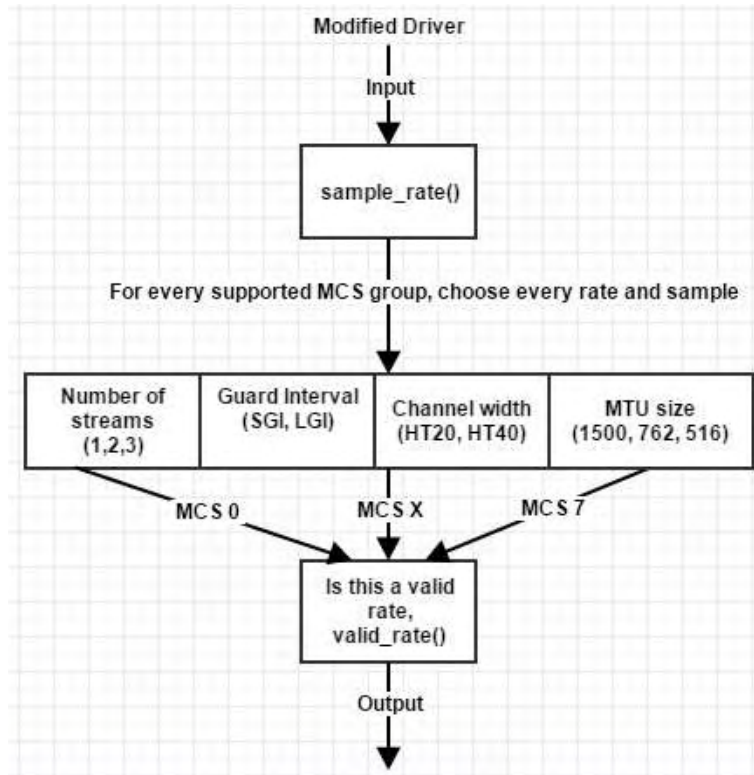 Modified Driver
Input
sample_rate()
For every supported MCS group, choose every rate and sample
Number of
streams
(1,2,3)
Guard Interval
(SGI, LGI)
Channel width
(HT20, HT40)
MTU size
(1500, 762, 516)
MCS 0
MCS X
MCS 7
Is this a valid
rate,
valid_rate()
Output